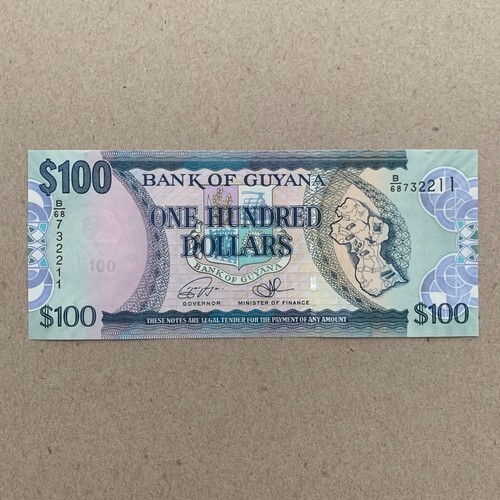 $100
BANK OF GUYANA
B/68 732211
B/68 732211
ONE HUNDRED
DOLLARS
100
BANK OF GUYANA
GOVERNOR
MINISTER OF FINANCE
$100
THESE NOTES ARE LEGAL TENDER FOR THE PAYMENT OF ANY AMOUNT
$100